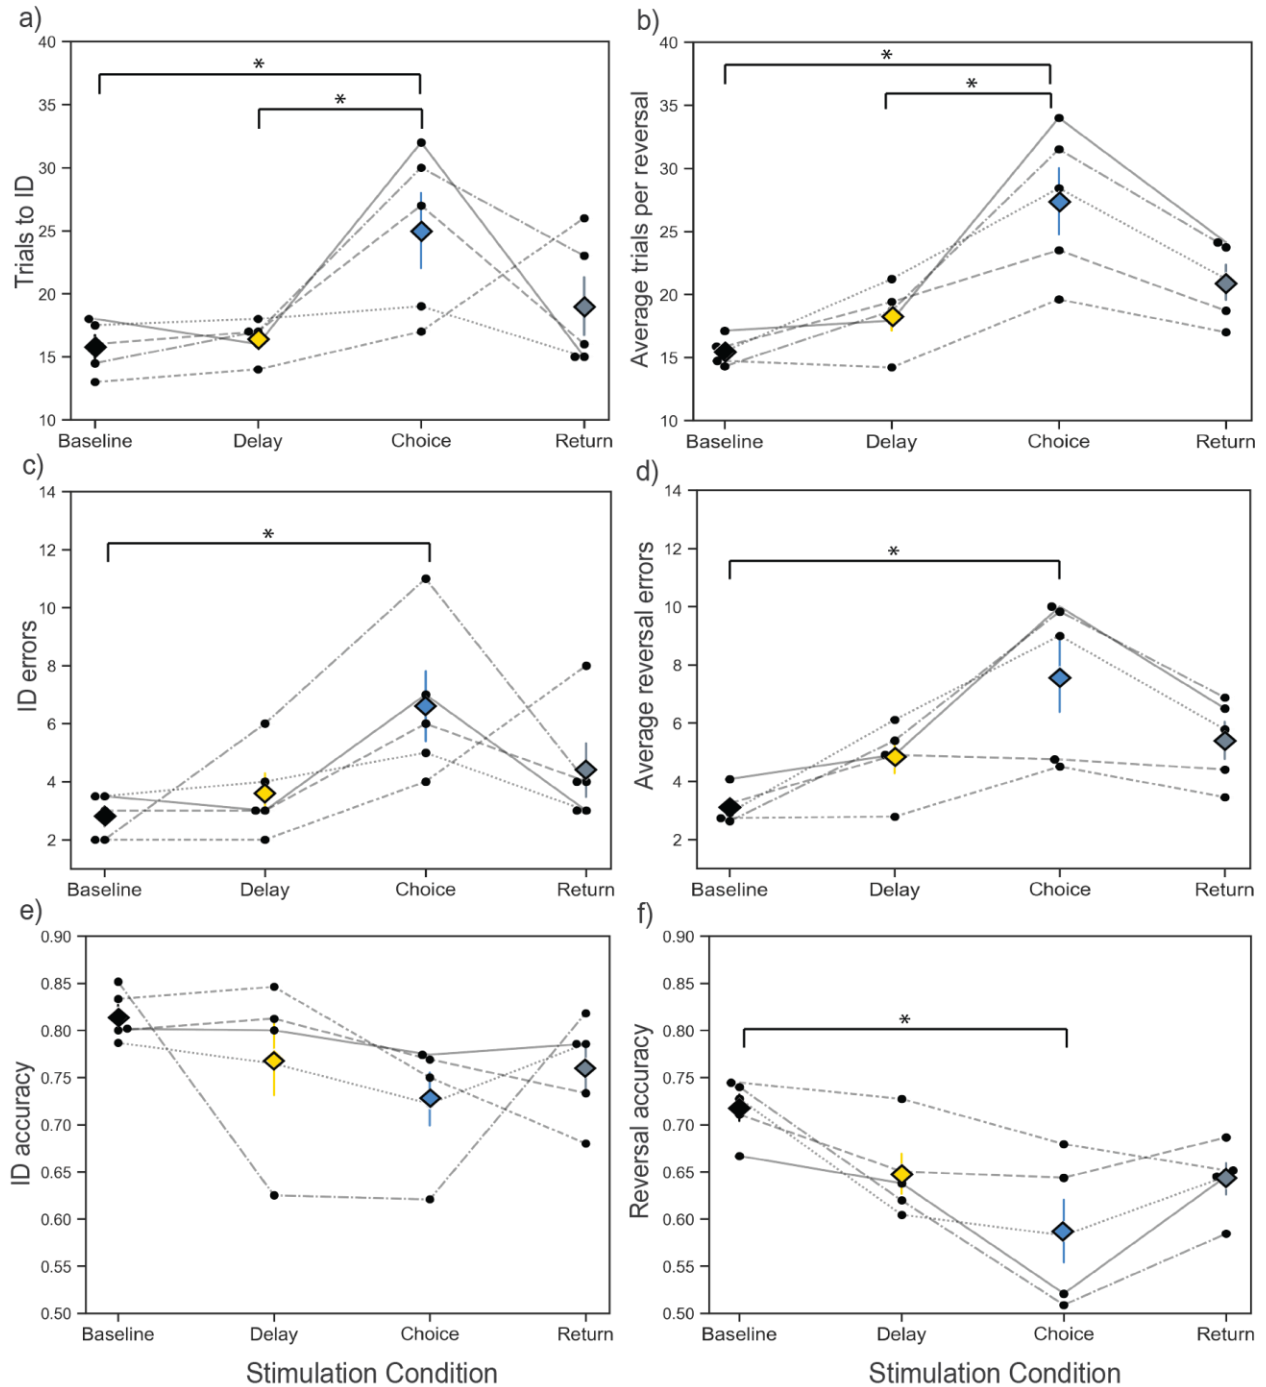 a)
Trials to ID
40
35
30
25
20
15
10
*
*
Baseline Delay Choice Return
b)
Average trials per reversal
40
35
30
25
20
15
10
*
*
Baseline Delay Choice Return
c)
ID errors
14
12
10
8
6
4
2
*
Baseline Delay Choice Return
d)
Average reversal errors
14
12
10
8
6
4
2
*
Baseline Delay Choice Return
e)
ID accuracy
0.90
0.85
0.80
0.75
0.70
0.65
0.60
0.55
0.50
Baseline Delay Choice Return
Stimulation Condition
f)
Reversal accuracy
0.90
0.85
0.80
0.75
0.70
0.65
0.60
0.55
0.50
*
Baseline Delay Choice Return
Stimulation Condition